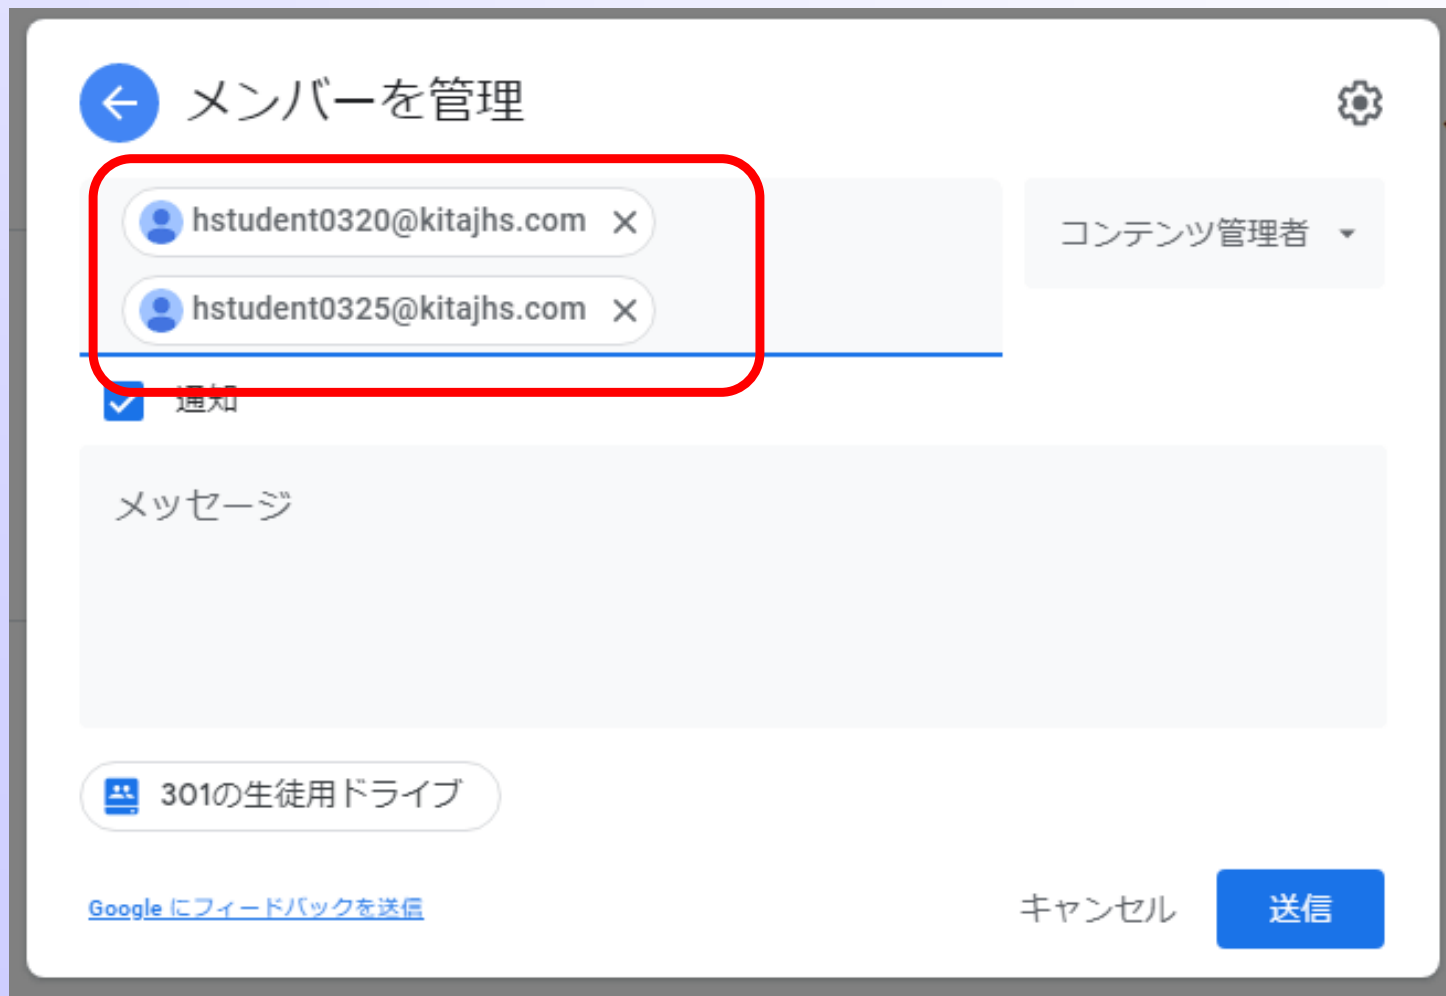 メンバーを管理
hstudent0320@kitajhs.com
コンテンツ管理者
hstudent0325@kitajhs.com
通知
メッセージ
301の生徒用ドライブ
Google にフィードバックを送信
キャンセル
送信